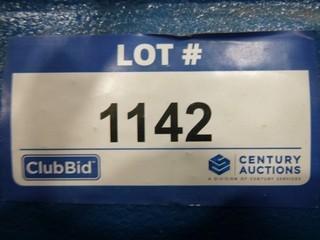 LOT #
1142
ClubBid
CENTURY
AUCTIONS
A DIVISION OF CENTURY SERVICES